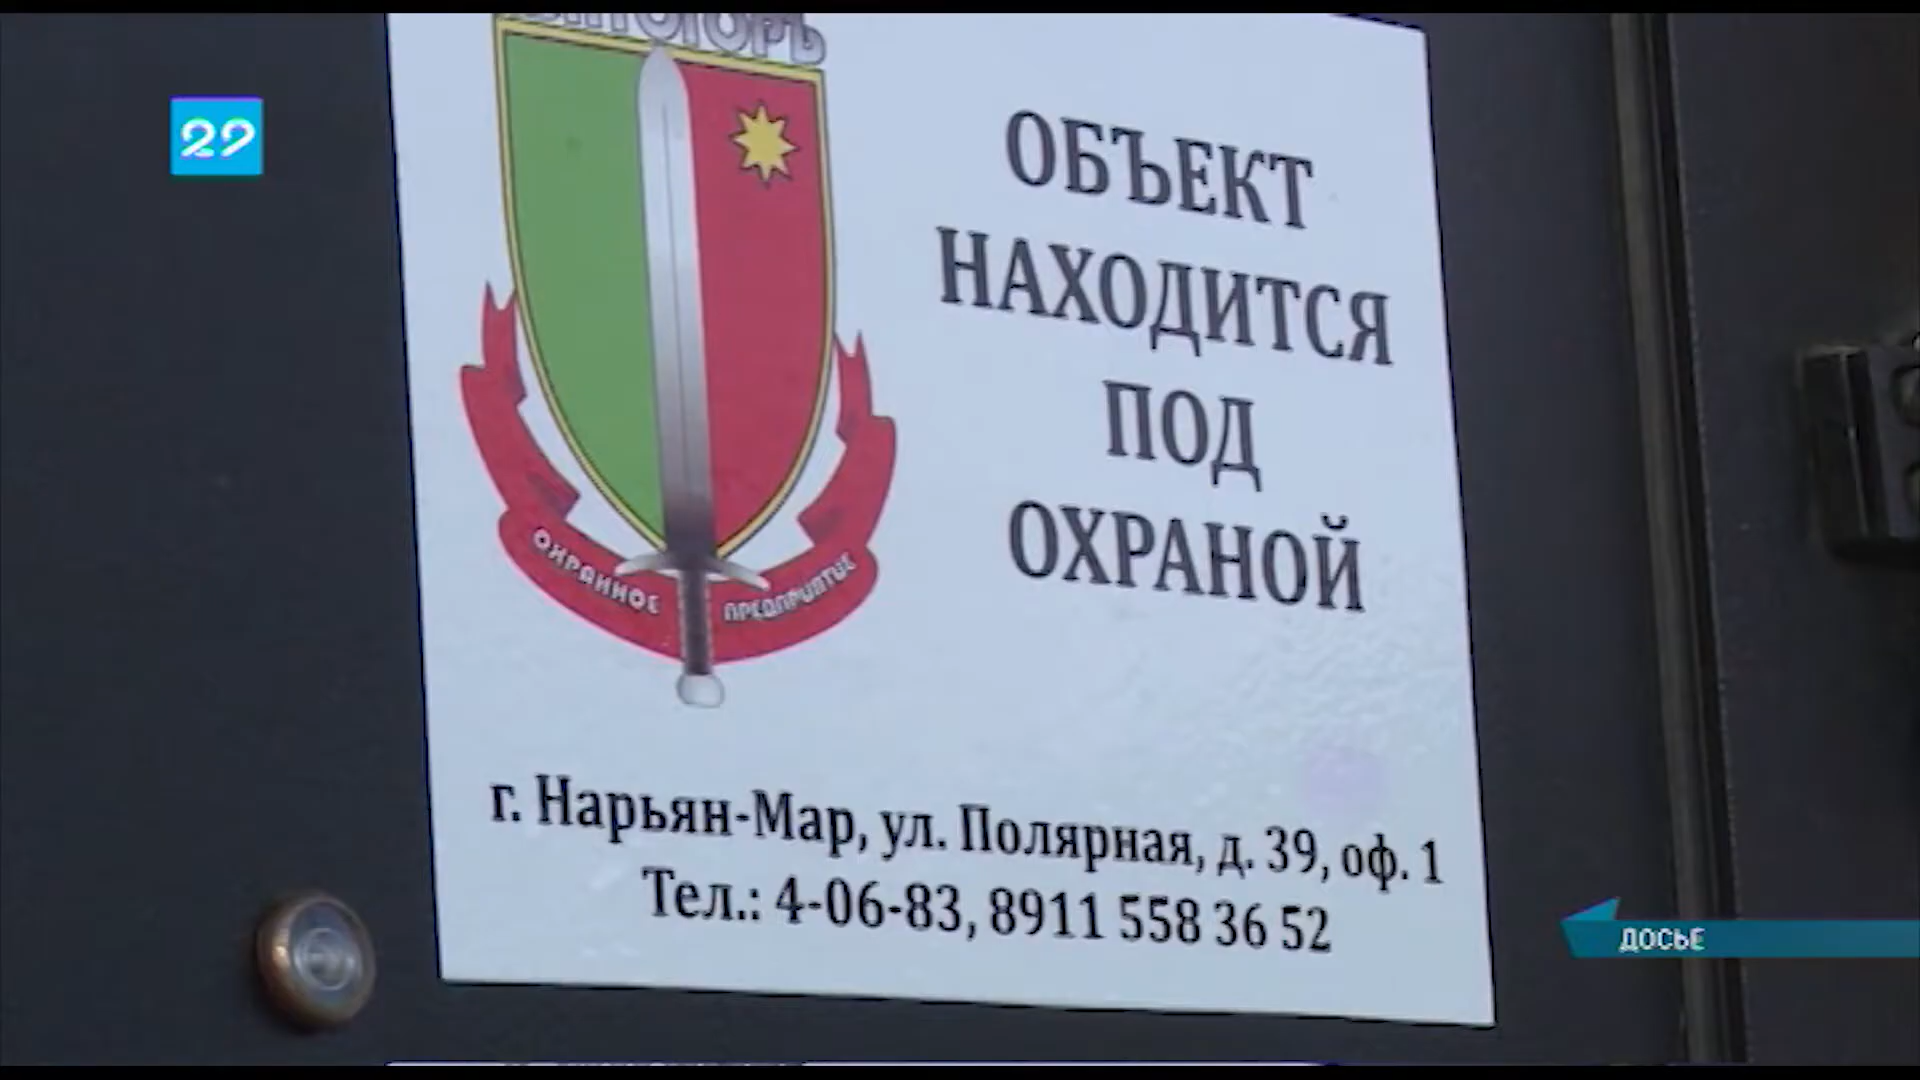 29
ОБЪЕКТ
НАХОДИТСЯ
ПОД
ОХРАНОЙ
ОХРАННОЕ ПРЕДПРИЯТИЕ
г. Нарьян-Мар, ул. Полярная, д. 39, оф. 1
Тел.: 4-06-83, 8911 558 36 52
ДОСЬЕ